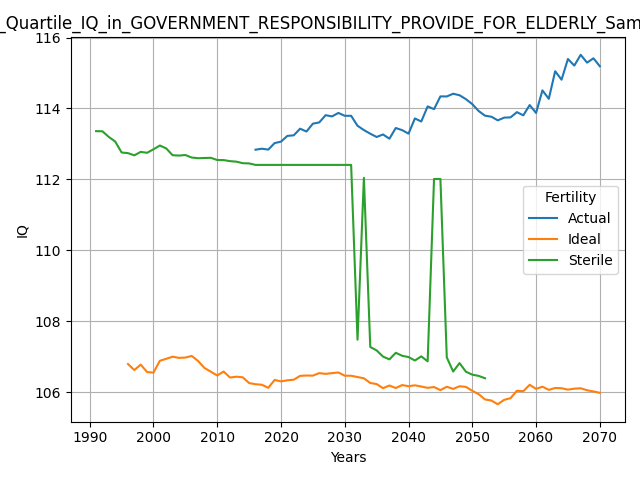 _Quartile_IQ_in_GOVERNMENT_RESPONSIBILITY_PROVIDE_FOR_ELDERLY_Sam
116
114
112
110
108
106
IQ
Fertility
Actual
Ideal
Sterile
1990 2000 2010 2020 2030 2040 2050 2060 2070
Years